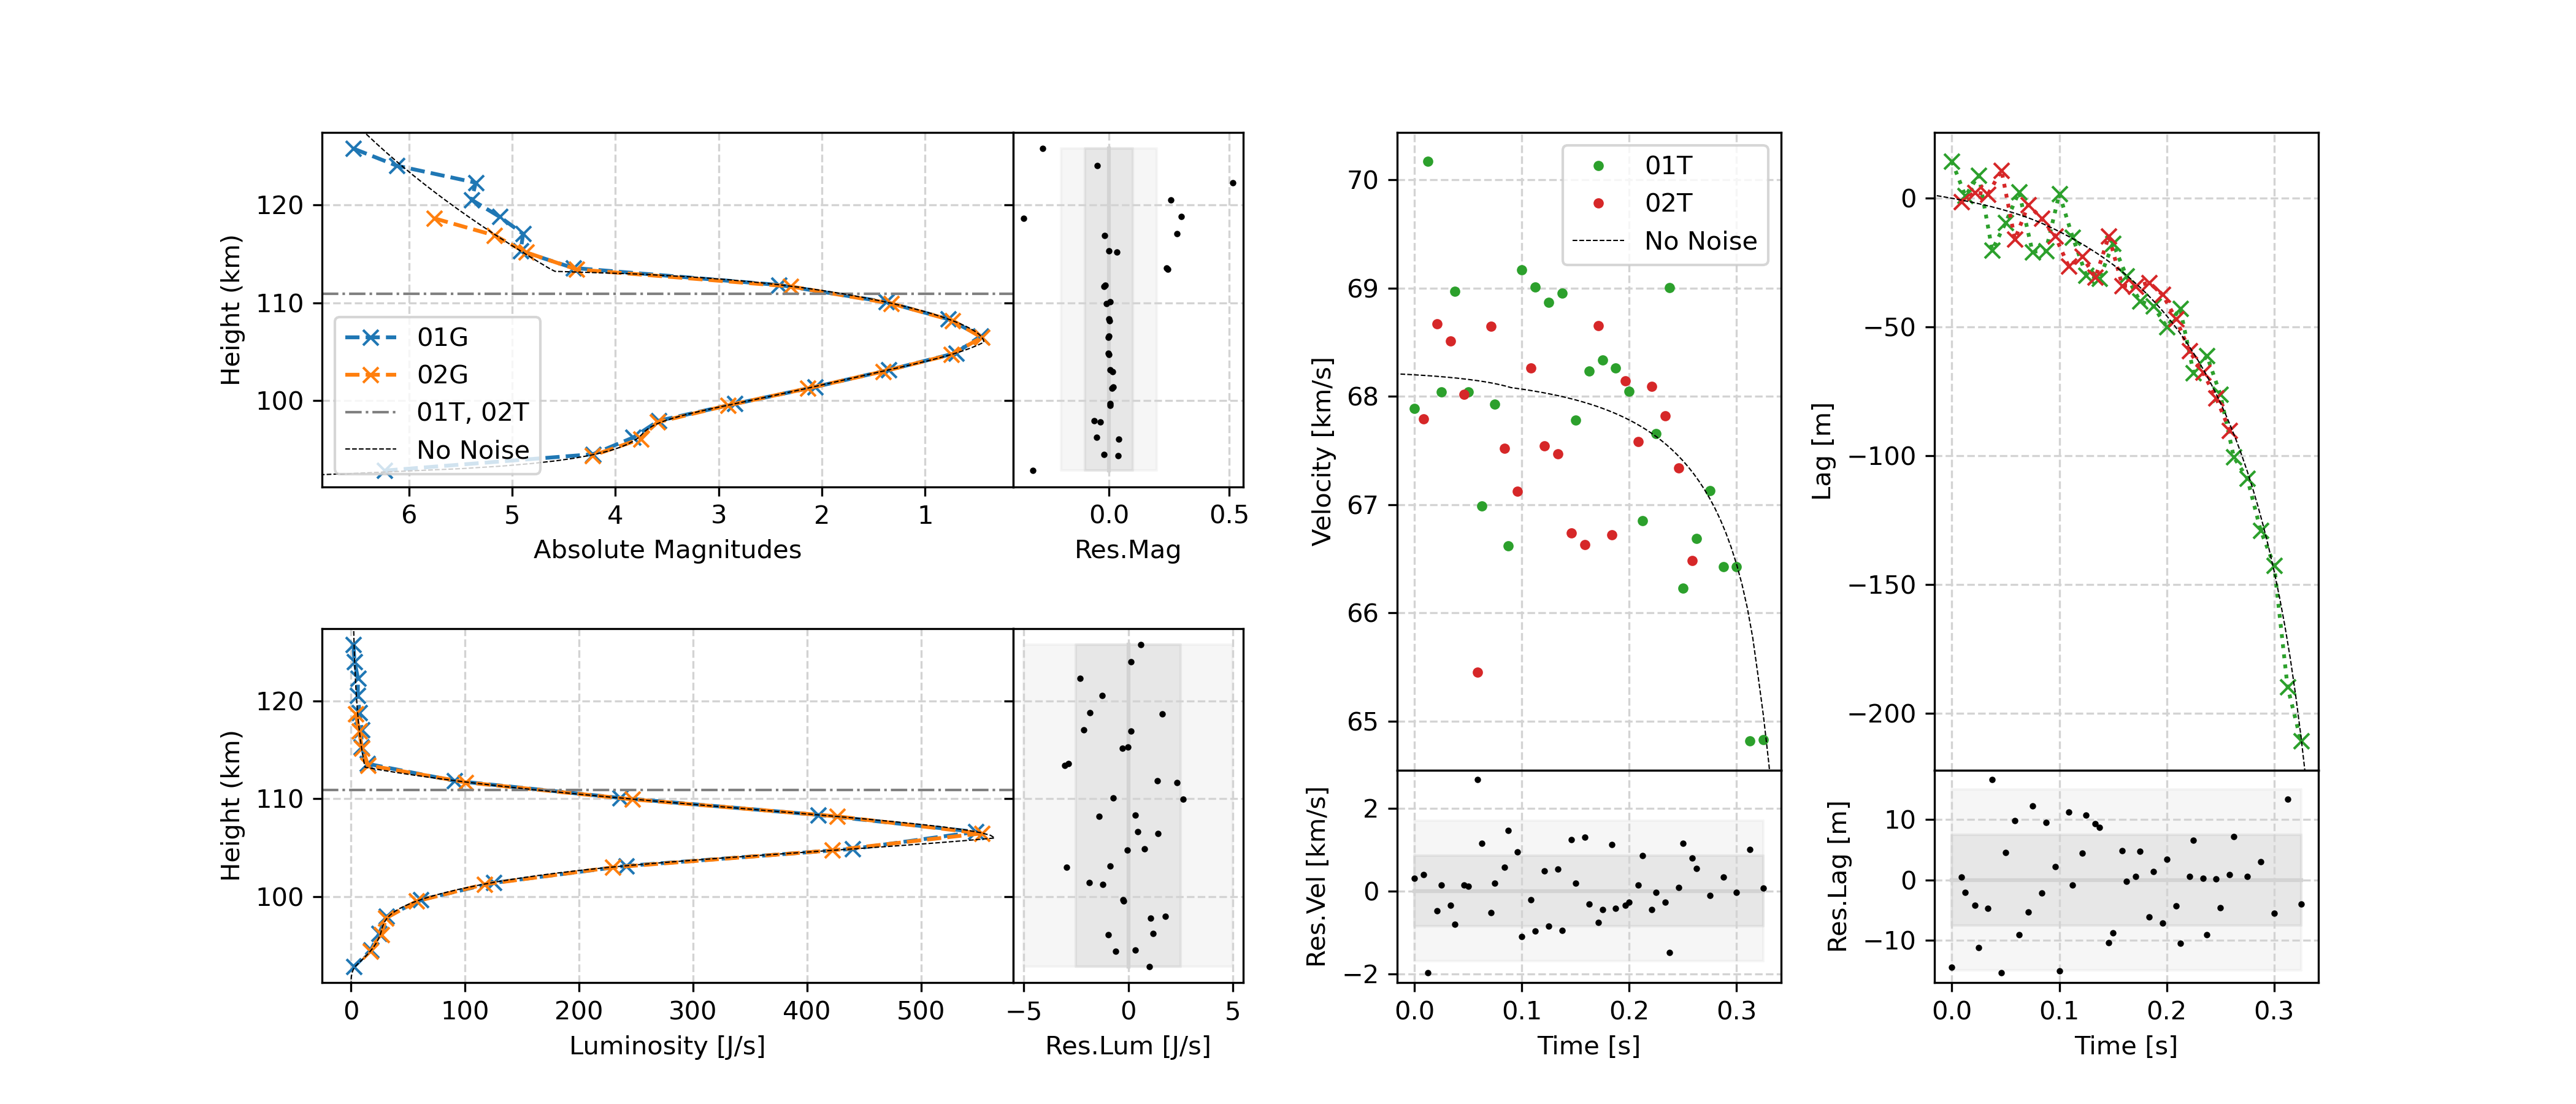 Height (km)
120
110
100
01G
02G
01T, 02T
No Noise
6 5 4 3 2 1
Absolute Magnitudes
0.0 0.5
Res.Mag
Height (km)
120
110
100
0 100 200 300 400 500
Luminosity [J/s]
−5 0 5
Res.Lum [J/s]
Velocity [km/s]
70
69
68
67
66
65
01T
02T
No Noise
Res.Vel [km/s]
2
0
−2
0.0 0.1 0.2 0.3
Time [s]
Lag [m]
0
−50
−100
−150
−200
Res.Lag [m]
10
0
−10
0.0 0.1 0.2 0.3
Time [s]